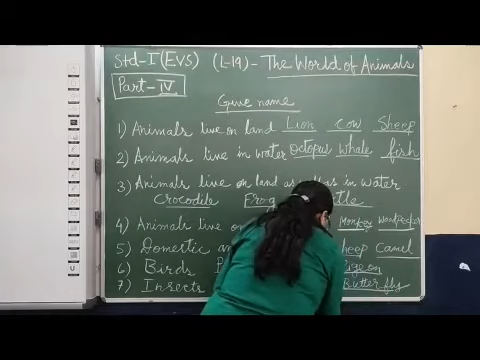 Std-I (EVS) (L-19) - The World of Animals
Part-IV
Give name
1) Animals live on land Lion cow Sheep
2) Animals live in water octopus whale fish
3) Animals live on land as well as in water
Crocodile Frog
4) Animals live on Monkey woodpecker
5) Domestic Sheep Camel
6) Birds Pigeon
7) Insects Butterfly